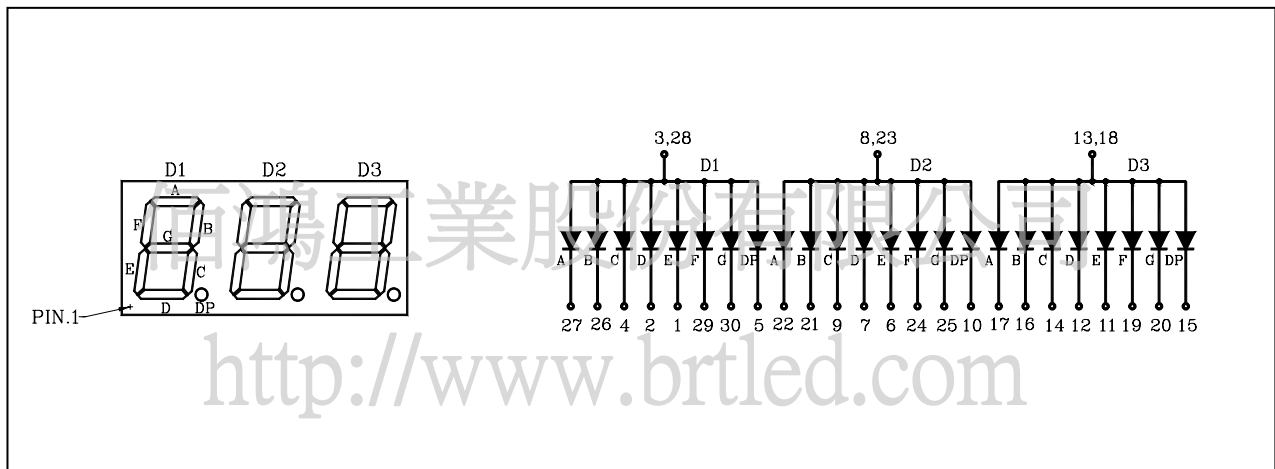 D1 D2 D3
A
F B
G
E C
D DP
PIN.1
3,28 8,23 13,18
D1 D2 D3
佰鴻工業股份有限公司
A B C D E F G DP A B C D E F G DP A B C D E F G DP
27 26 4 2 1 29 30 5 22 21 9 7 6 24 25 10 17 16 14 12 11 19 20 15
http://www.brtled.com